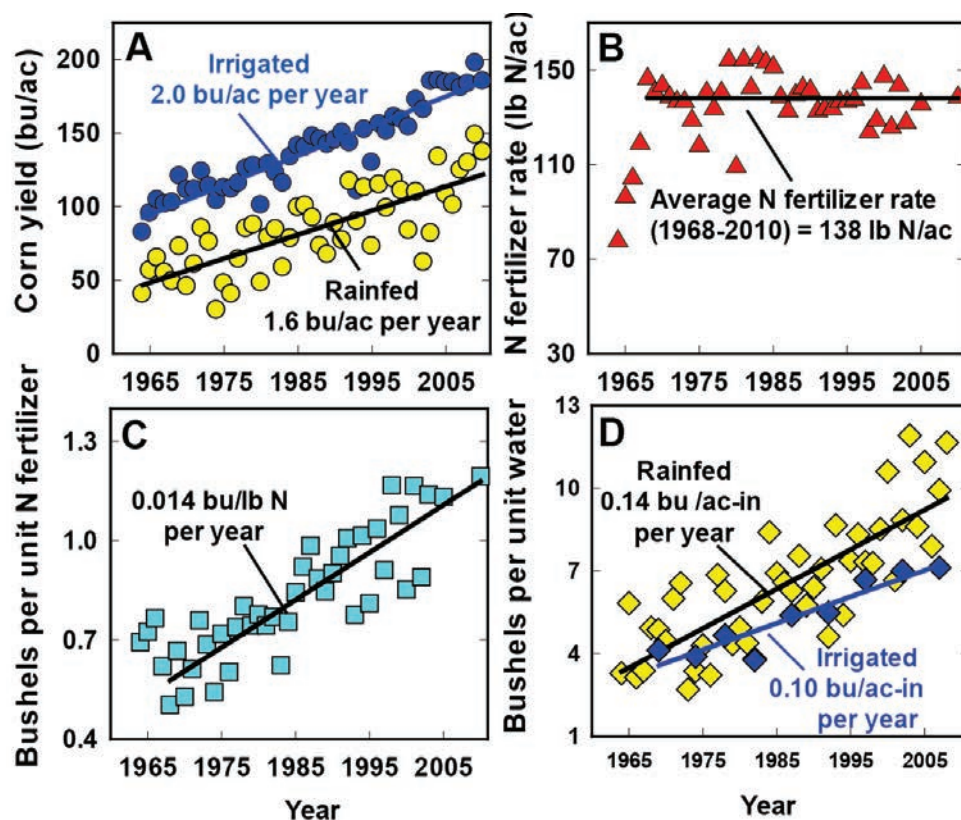 A
Corn yield (bu/ac)
200
150
100
50
0
Irrigated
2.0 bu/ac per year
Rainfed
1.6 bu/ac per year
1965 1975 1985 1995 2005
B
N fertilizer rate (lb N/ac)
150
110
70
30
Average N fertilizer rate
(1968-2010) = 138 lb N/ac
1965 1975 1985 1995 2005
C
Bushels per unit N fertilizer
1.3
1.0
0.7
0.4
0.014 bu/lb N
per year
1965 1975 1985 1995 2005
Year
D
Bushels per unit water
13
10
7
4
1
Rainfed
0.14 bu /ac-in
per year
Irrigated
0.10 bu/ac-in
per year
1965 1975 1985 1995 2005
Year